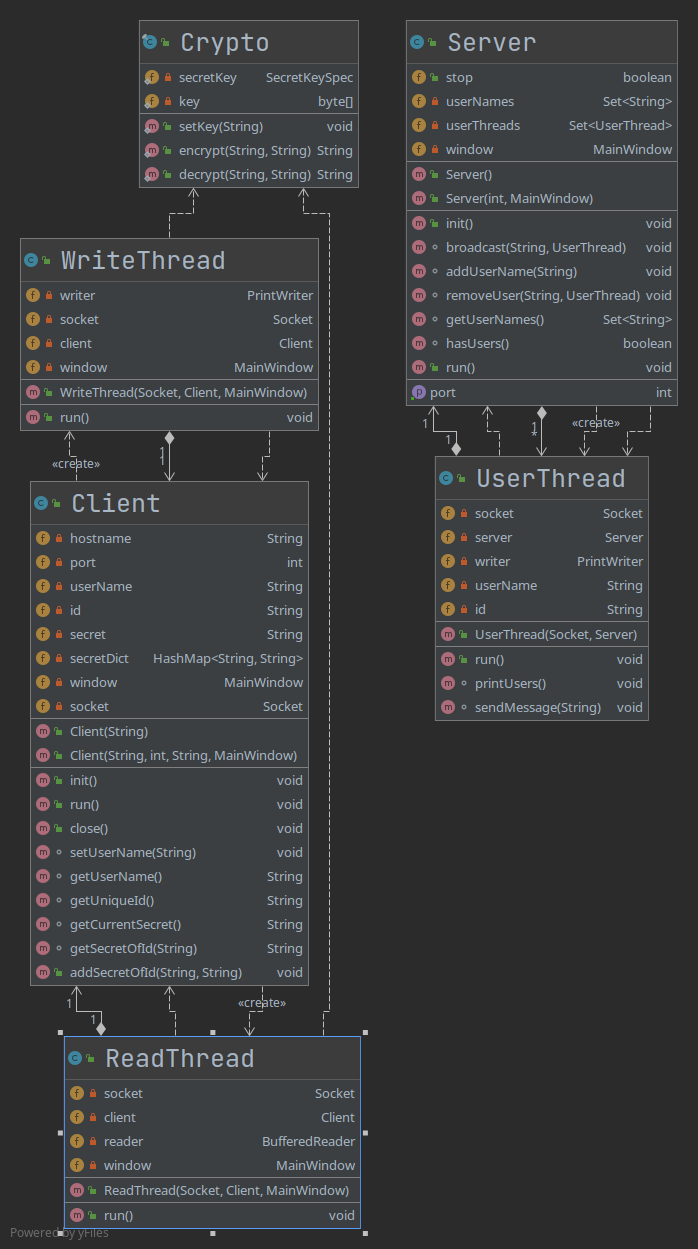 Crypto
secretKey SecretKeySpec
key byte[]
setKey(String) void
encrypt(String, String) String
decrypt(String, String) String
Server
stop boolean
userNames Set<String>
userThreads Set<UserThread>
window MainWindow
Server()
Server(int, MainWindow)
init() void
broadcast(String, UserThread) void
addUserName(String) void
removeUser(String, UserThread) void
getUserNames() Set<String>
hasUsers() boolean
run() void
port int
WriteThread
writer PrintWriter
socket Socket
client Client
window MainWindow
WriteThread(Socket, Client, MainWindow)
run() void
«create»
1
1
1
1
1
*
«create»
Client
hostname String
port int
userName String
id String
secret String
secretDict HashMap<String, String>
window MainWindow
socket Socket
Client(String)
Client(String, int, String, MainWindow)
init() void
run() void
close() void
setUserName(String) void
getUserName() String
getUniqueId() String
getCurrentSecret() String
getSecretOfId(String) String
addSecretOfId(String, String) void
UserThread
socket Socket
server Server
writer PrintWriter
userName String
id String
UserThread(Socket, Server)
run() void
printUsers() void
sendMessage(String) void
1
1
«create»
ReadThread
socket Socket
client Client
reader BufferedReader
window MainWindow
ReadThread(Socket, Client, MainWindow)
run() void
Powered by yFiles